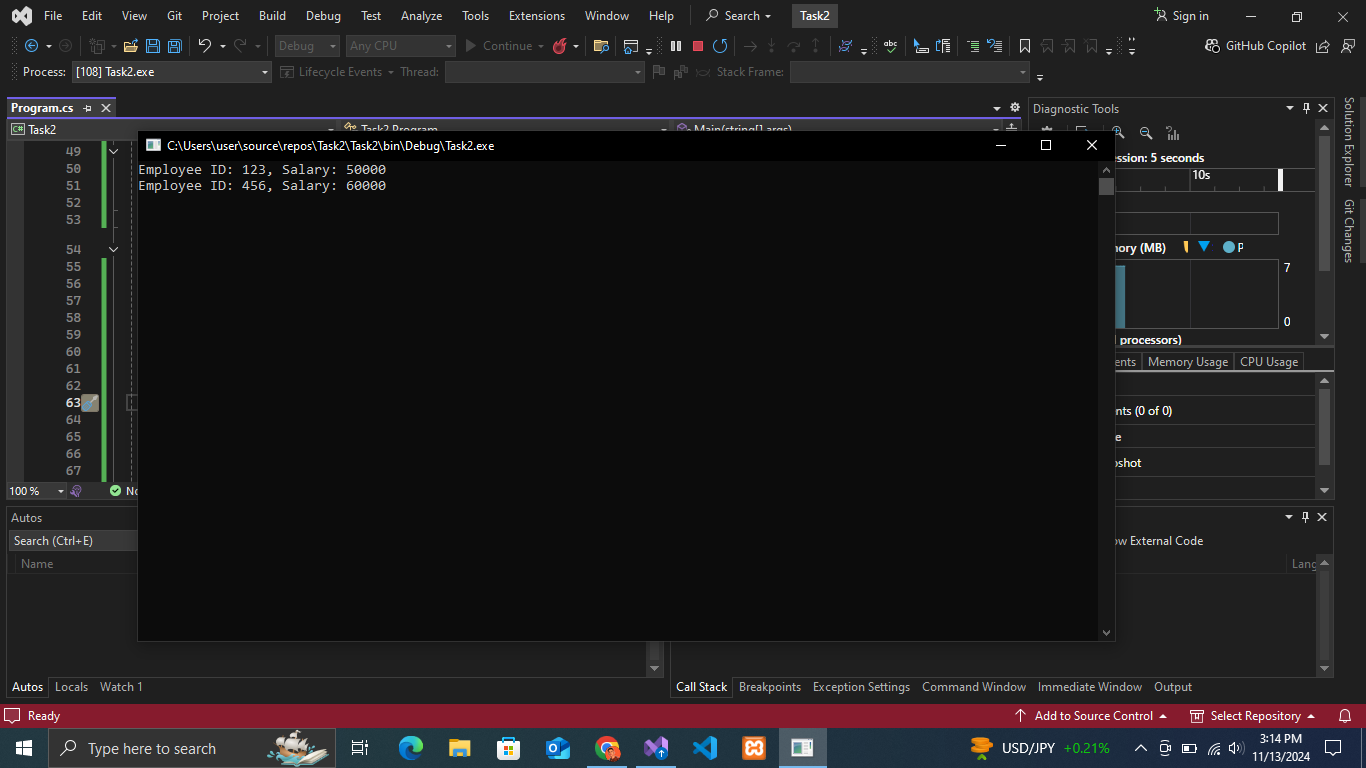 File Edit View Git Project Build Debug Test Analyze Tools Extensions Window Help Search Task2 Sign in
Debug Any CPU Continue GitHub Copilot
Process: [108] Task2.exe Lifecycle Events Thread: Stack Frame:
Program.cs
Diagnostic Tools
C# Task2 Task2.Program Main(string[] args)
C:\Users\user\source\repos\Task2\Task2\bin\Debug\Task2.exe
Employee ID: 123, Salary: 50000
Employee ID: 456, Salary: 60000
49
50
51
52
53
54
55
56
57
58
59
60
61
62
63
64
65
66
67
100 % No
ession: 5 seconds
10s
mory (MB) P
7
0
l processors)
ents Memory Usage CPU Usage
nts (0 of 0)
e
pshot
Solution Explorer
Git Changes
Autos
Search (Ctrl+E)
Name
ow External Code
Lang
Autos Locals Watch 1
Call Stack Breakpoints Exception Settings Command Window Immediate Window Output
Ready Add to Source Control Select Repository
Type here to search
USD/JPY +0.21%
3:14 PM
11/13/2024